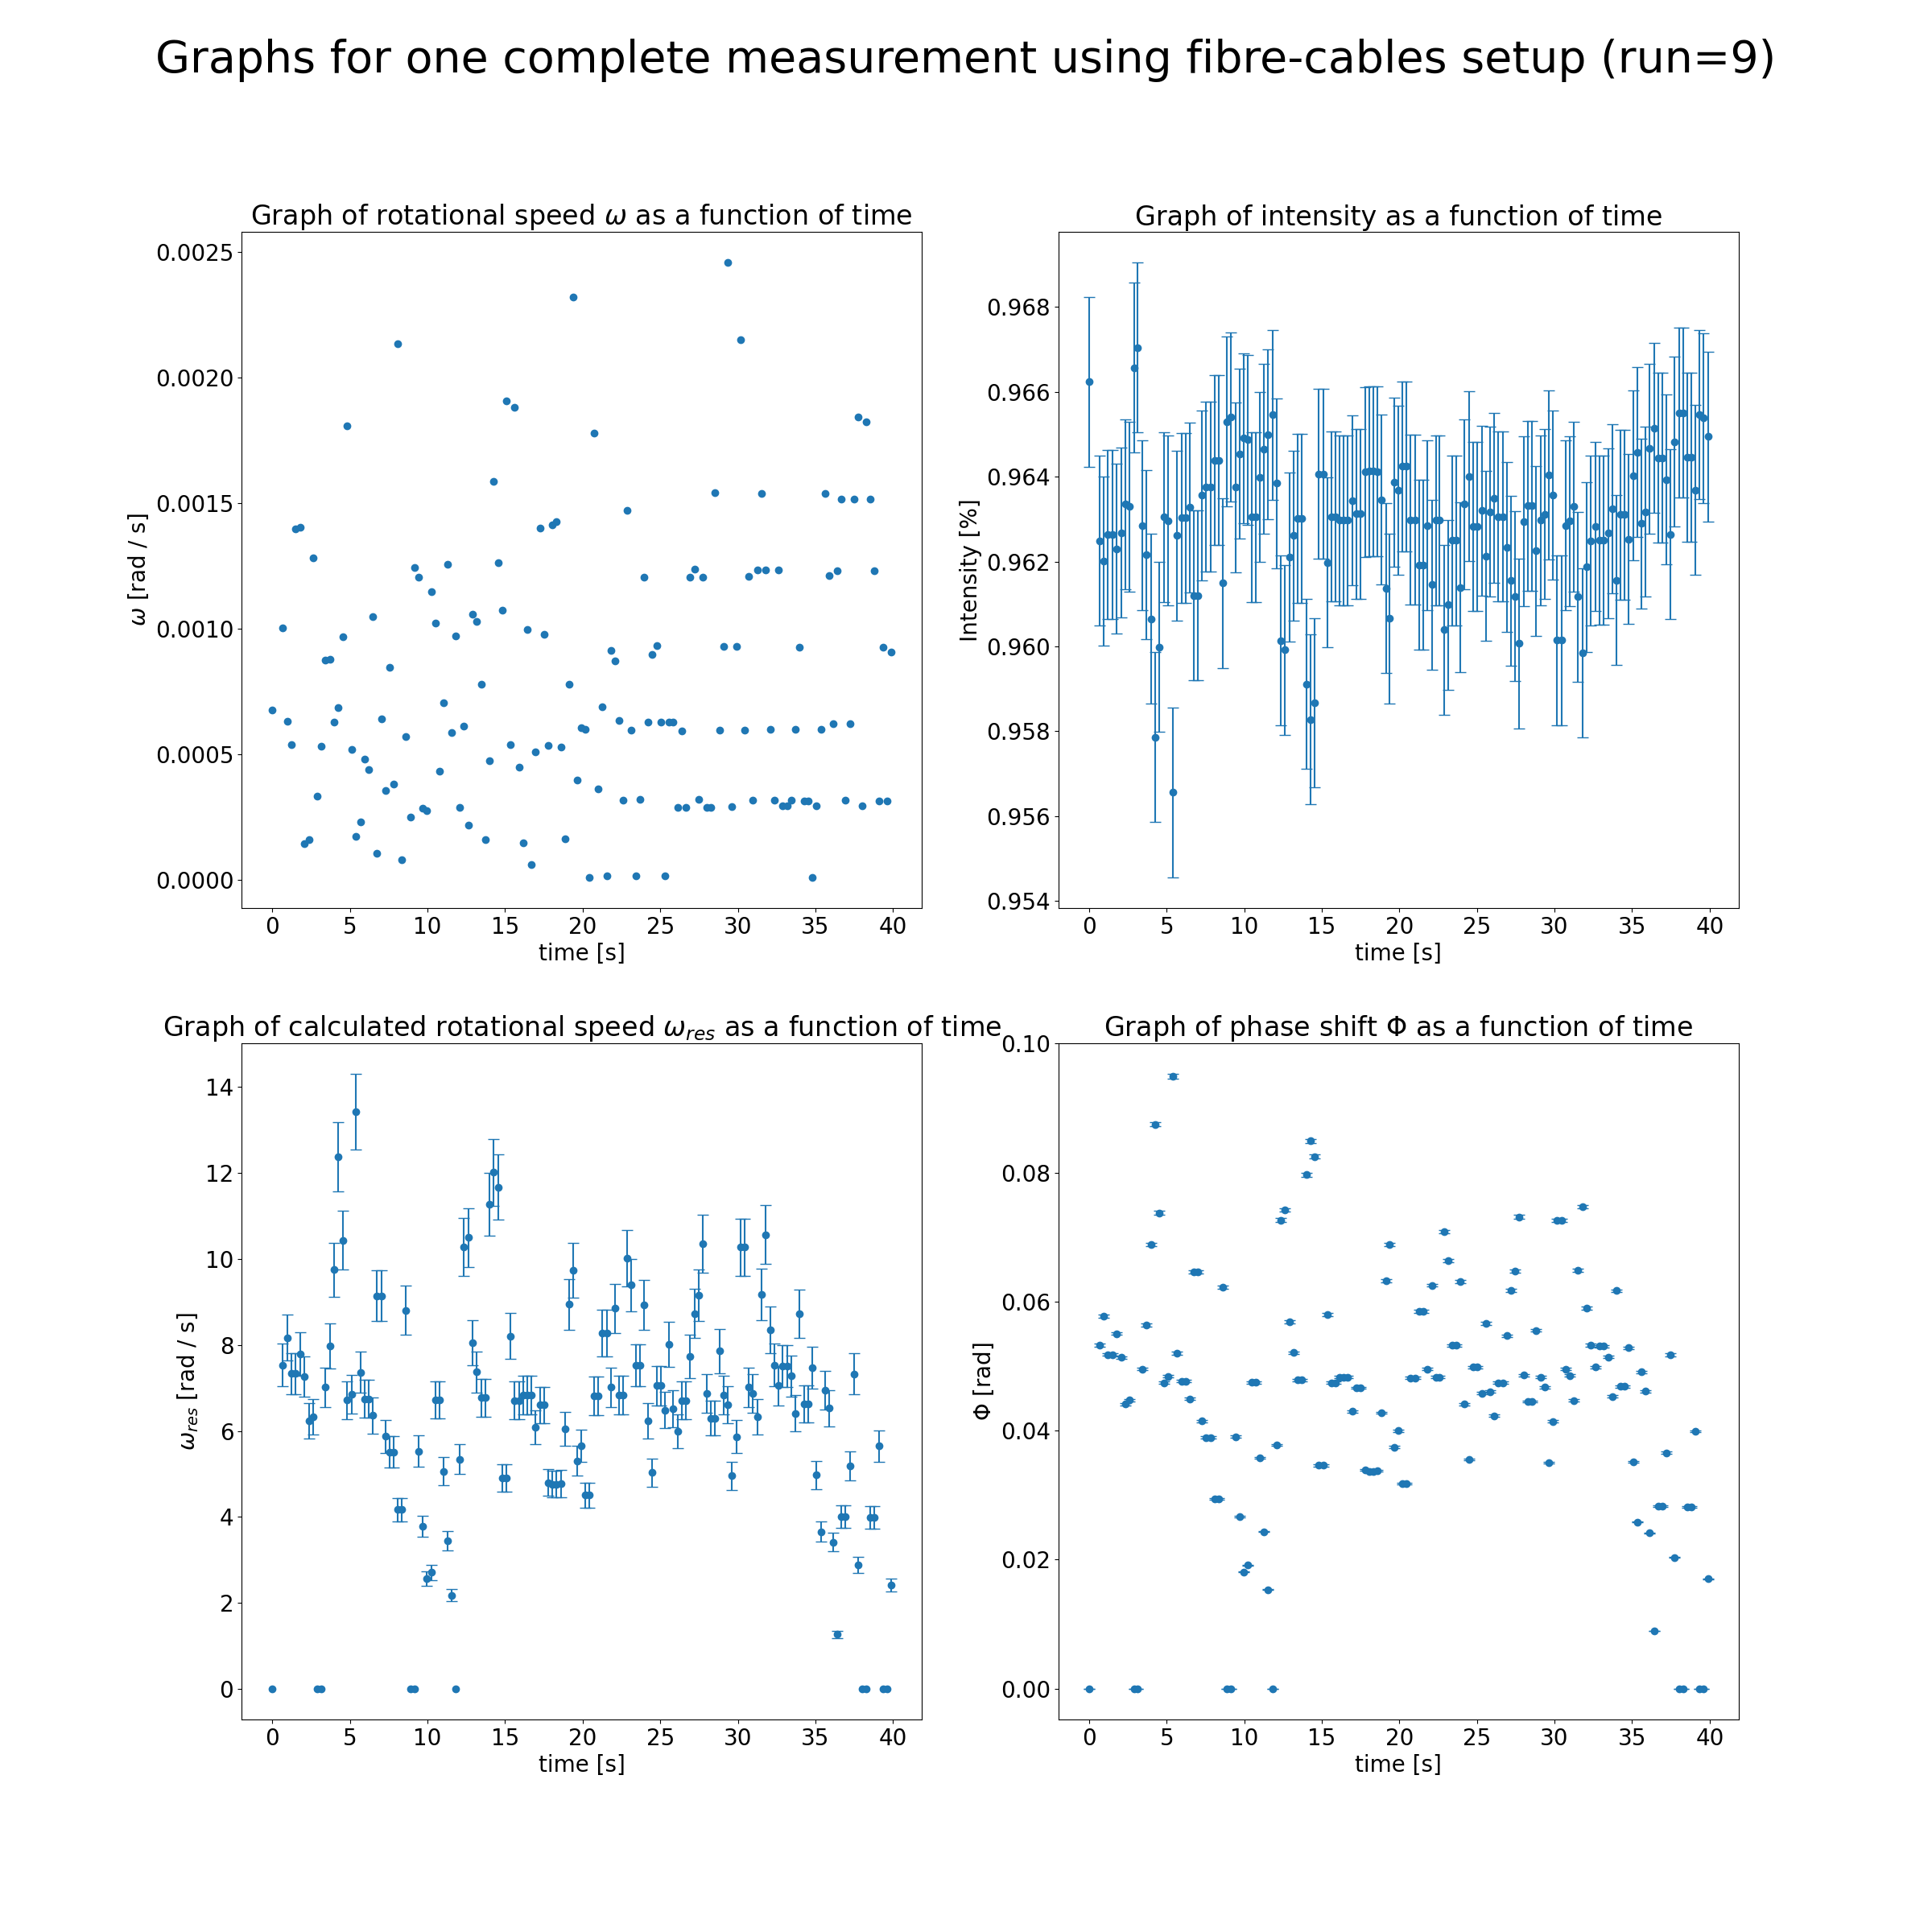 Graphs for one complete measurement using fibre-cables setup (run=9)
Graph of rotational speed ω as a function of time
0.0025
0.0020
0.0015
0.0010
0.0005
0.0000
ω [rad / s]
0 5 10 15 20 25 30 35 40
time [s]
Graph of intensity as a function of time
0.968
0.966
0.964
0.962
0.960
0.958
0.956
0.954
Intensity [%]
0 5 10 15 20 25 30 35 40
time [s]
Graph of calculated rotational speed ω_res as a function of time
14
12
10
8
6
4
2
0
ω_res [rad / s]
0 5 10 15 20 25 30 35 40
time [s]
Graph of phase shift Φ as a function of time
0.10
0.08
0.06
0.04
0.02
0.00
Φ [rad]
0 5 10 15 20 25 30 35 40
time [s]